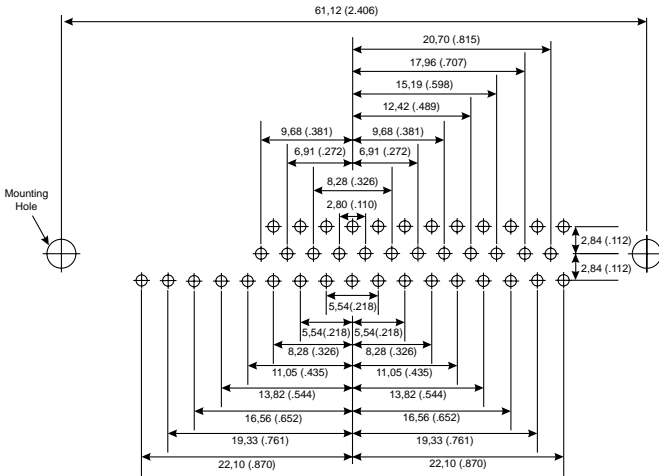 61,12 (2.406)
20,70 (.815)
17,96 (.707)
15,19 (.598)
12,42 (.489)
9,68 (.381) 9,68 (.381)
6,91 (.272) 6,91 (.272)
8,28 (.326)
2,80 (.110)
Mounting
Hole
2,84 (.112)
2,84 (.112)
5,54(.218)
5,54(.218) 5,54(.218)
8,28 (.326) 8,28 (.326)
11,05 (.435) 11,05 (.435)
13,82 (.544) 13,82 (.544)
16,56 (.652) 16,56 (.652)
19,33 (.761) 19,33 (.761)
22,10 (.870) 22,10 (.870)